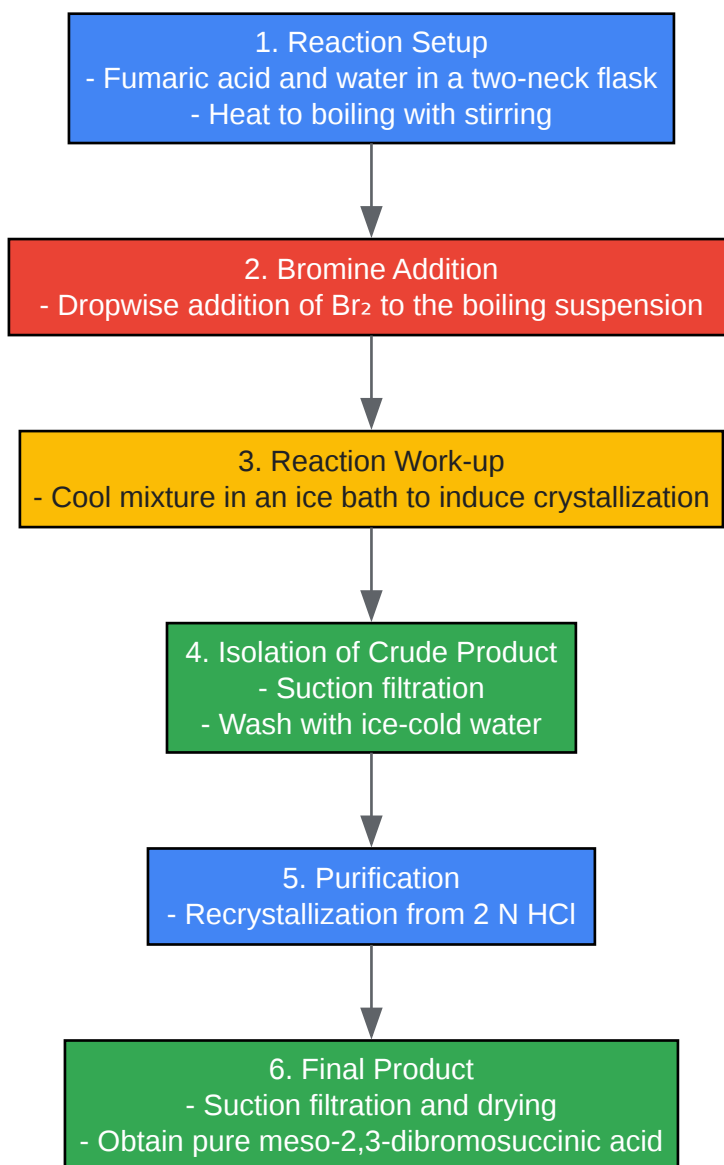 1. Reaction Setup
- Fumaric acid and water in a two-neck flask
- Heat to boiling with stirring
2. Bromine Addition
- Dropwise addition of Br₂ to the boiling suspension
3. Reaction Work-up
- Cool mixture in an ice bath to induce crystallization
4. Isolation of Crude Product
- Suction filtration
- Wash with ice-cold water
5. Purification
- Recrystallization from 2 N HCl
6. Final Product
- Suction filtration and drying
- Obtain pure meso-2,3-dibromosuccinic acid